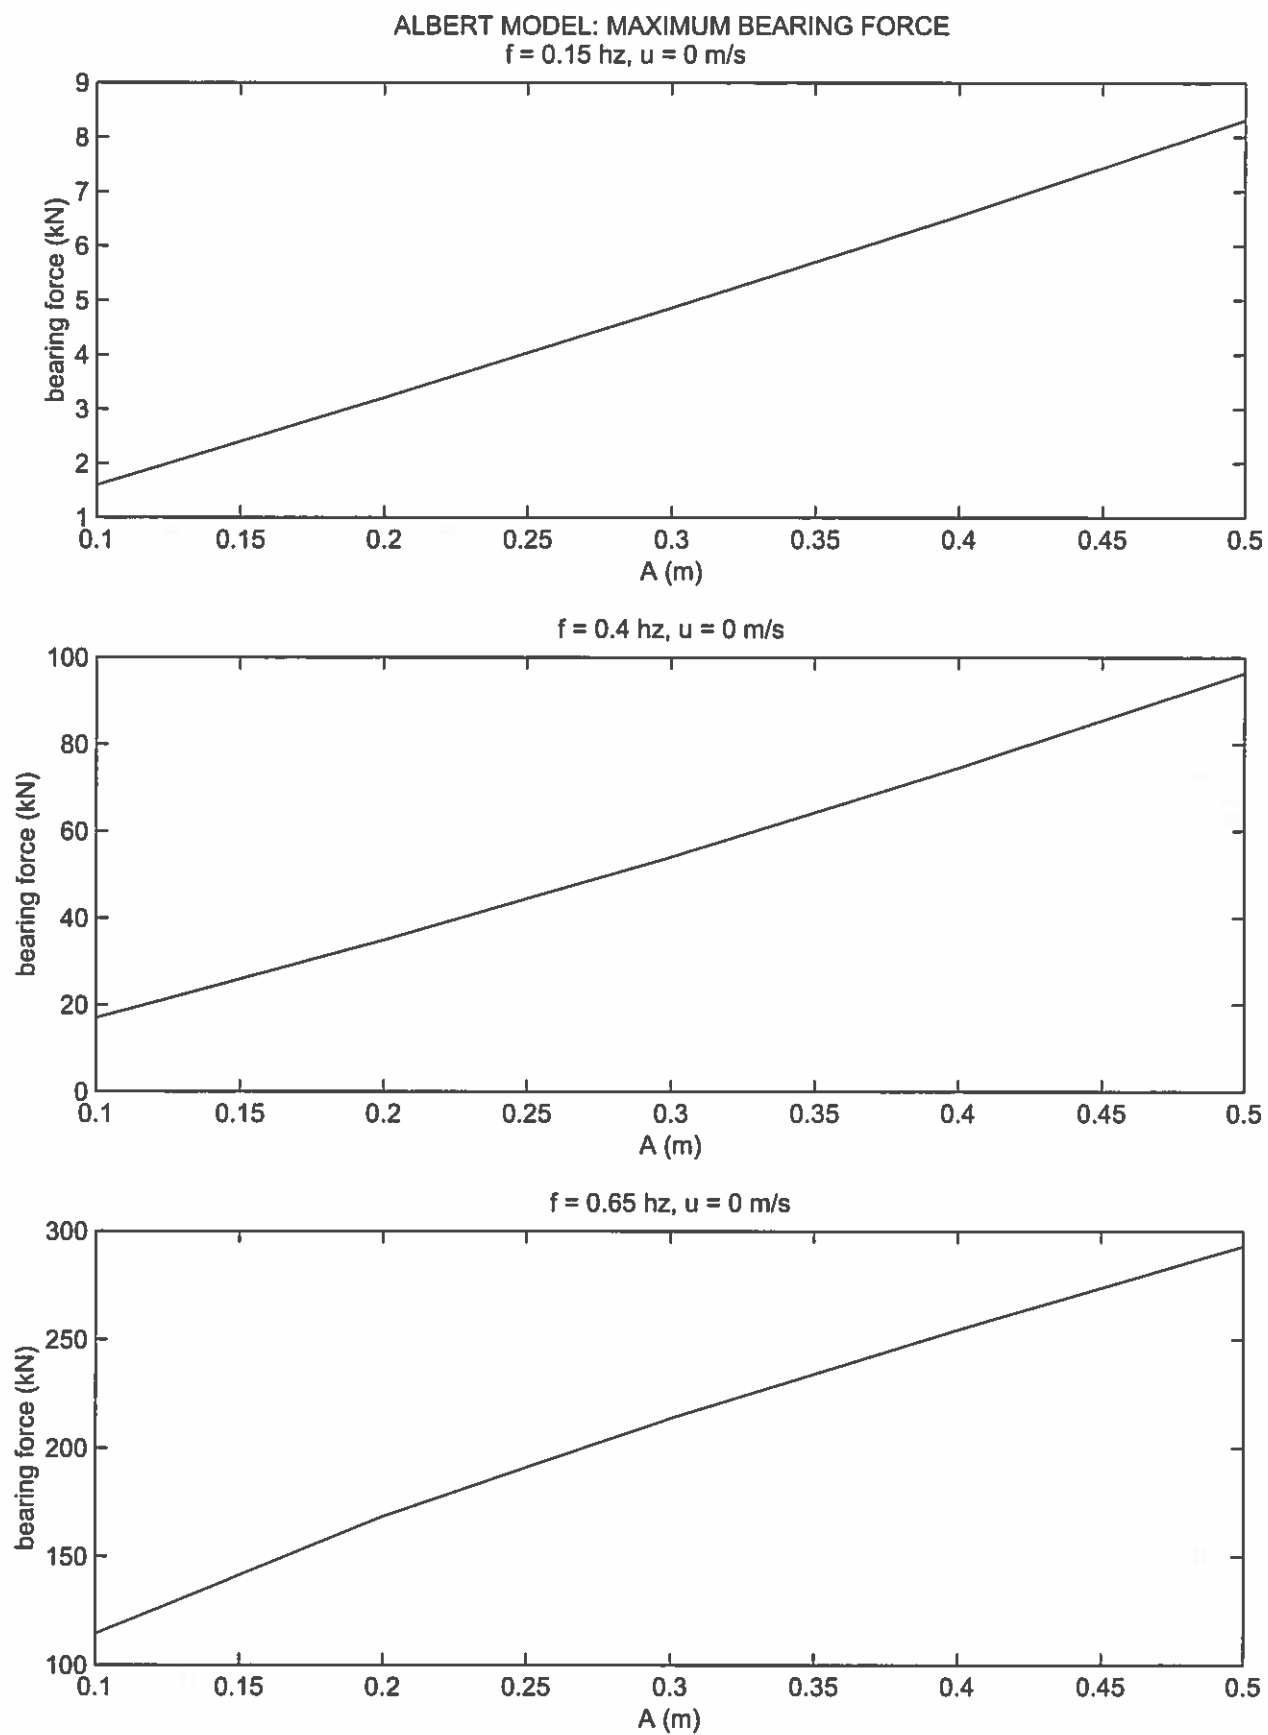 ALBERT MODEL: MAXIMUM BEARING FORCE
f = 0.15 hz, u = 0 m/s
9
8
7
6
5
4
3
2
1
bearing force (kN)
0.1 0.15 0.2 0.25 0.3 0.35 0.4 0.45 0.5
A (m)
f = 0.4 hz, u = 0 m/s
100
80
60
40
20
0
bearing force (kN)
0.1 0.15 0.2 0.25 0.3 0.35 0.4 0.45 0.5
A (m)
f = 0.65 hz, u = 0 m/s
300
250
200
150
100
bearing force (kN)
0.1 0.15 0.2 0.25 0.3 0.35 0.4 0.45 0.5
A (m)